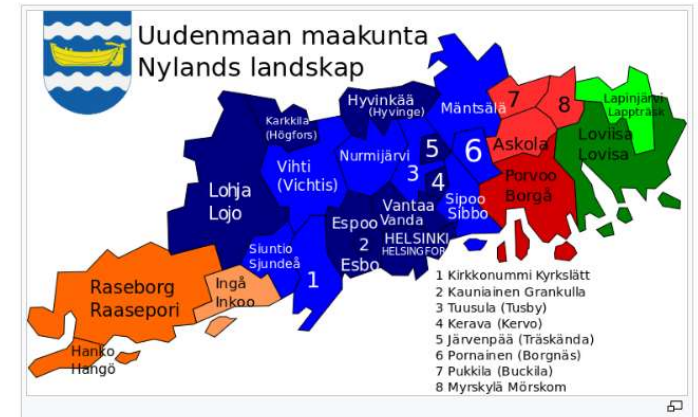 Uudenmaan maakunta
Nylands landskap
Karkkila
(Högfors)
Hyvinkää
(Hyvinge)
Mäntsälä
7
8
Lapinjärvi
Lappträsk
Vihti
(Vichtis)
Nurmijärvi
5
3
4
6
Askola
Loviisa
Lovisa
Lohja
Lojo
Porvoo
Borgå
Sipoo
Sibbo
Vantaa
Vanda
Espoo
2
Esbo
HELSINKI
HELSINGFOR
Siuntio
Sjundeå
1
Ingå
Inkoo
Raseborg
Raasepori
Hanko
Hangö
1 Kirkkonummi Kyrkslätt
2 Kauniainen Grankulla
3 Tuusula (Tusby)
4 Kerava (Kervo)
5 Järvenpää (Träskända)
6 Pornainen (Borgnäs)
7 Pukkila (Buckila)
8 Myrskylä Mörskom